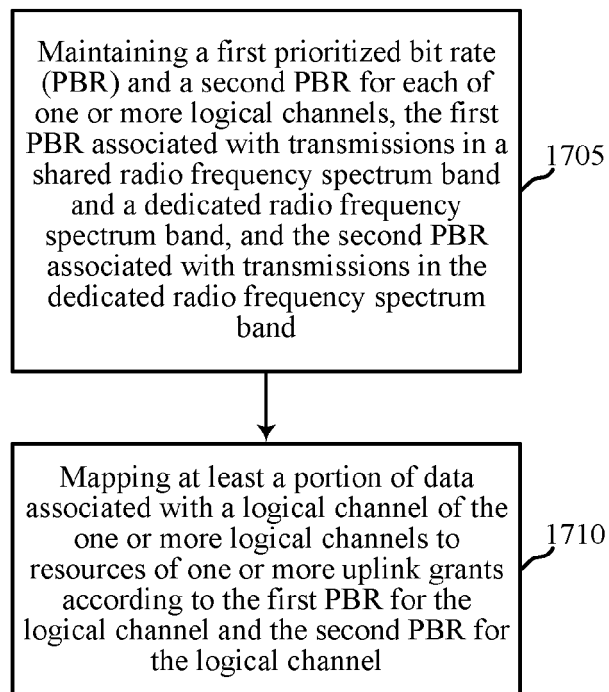 Maintaining a first prioritized bit rate
(PBR) and a second PBR for each of
one or more logical channels, the first
PBR associated with transmissions in a
shared radio frequency spectrum band
and a dedicated radio frequency
spectrum band, and the second PBR
associated with transmissions in the
dedicated radio frequency spectrum
band
1705
Mapping at least a portion of data
associated with a logical channel of the
one or more logical channels to
resources of one or more uplink grants
according to the first PBR for the
logical channel and the second PBR for
the logical channel
1710